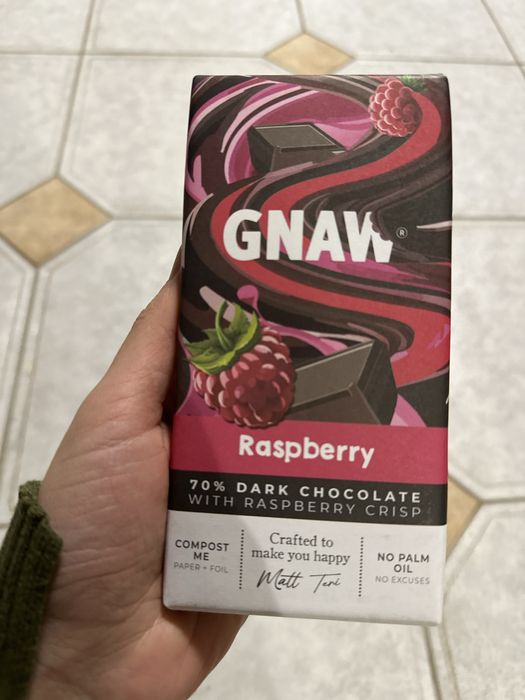 GNAW®
Raspberry
70% DARK CHOCOLATE
WITH RASPBERRY CRISP
COMPOST
ME
PAPER + FOIL
Crafted to
make you happy
Matt Teri
NO PALM
OIL
NO EXCUSES